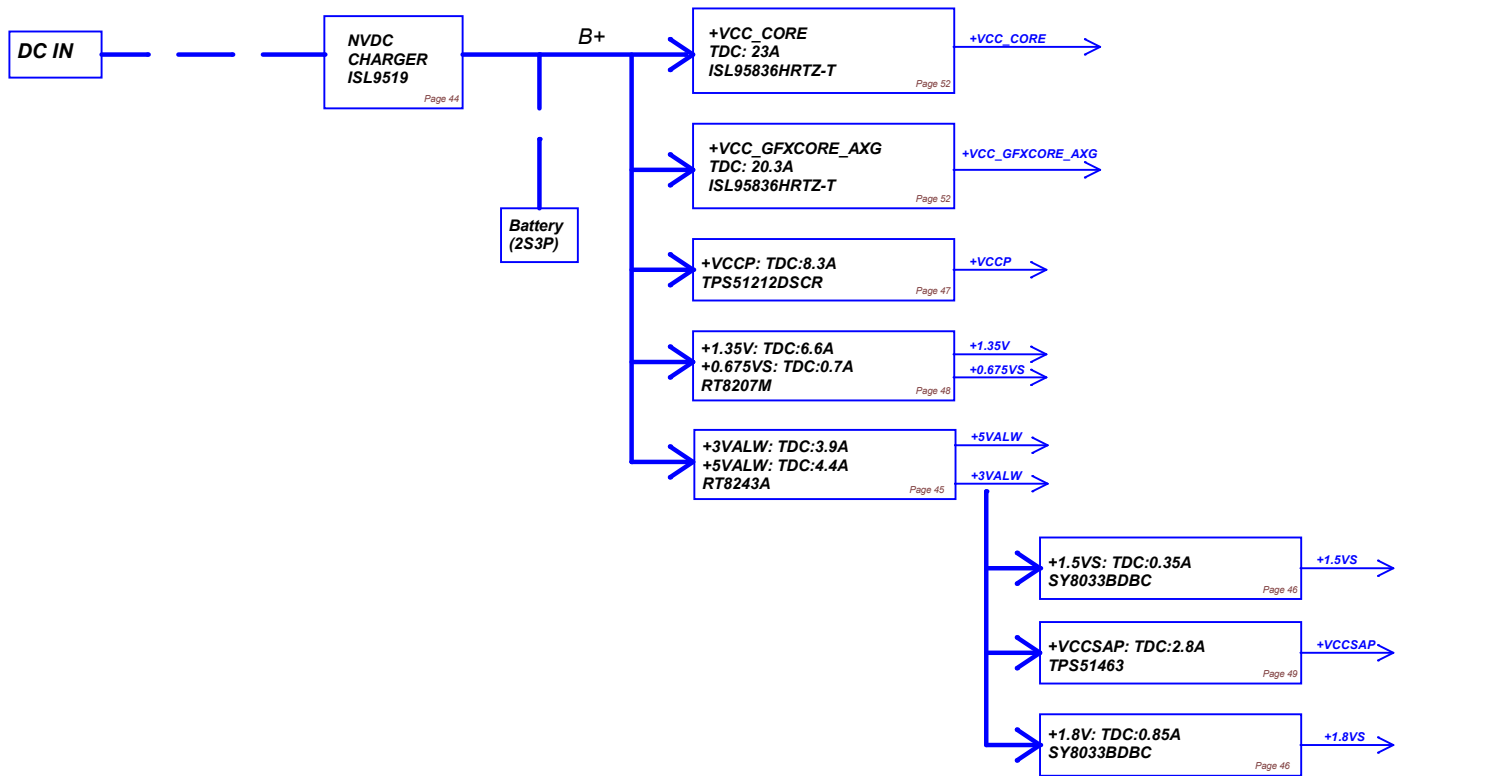 DC IN
NVDC
CHARGER
ISL9519
Page 44
B+
Battery
(2S3P)
+VCC_CORE
TDC: 23A
ISL95836HRTZ-T
Page 52
+VCC_CORE
+VCC_GFXCORE_AXG
TDC: 20.3A
ISL95836HRTZ-T
Page 52
+VCC_GFXCORE_AXG
+VCCP: TDC:8.3A
TPS51212DSCR
Page 47
+VCCP
+1.35V: TDC:6.6A
+0.675VS: TDC:0.7A
RT8207M
Page 48
+1.35V
+0.675VS
+3VALW: TDC:3.9A
+5VALW: TDC:4.4A
RT8243A
Page 45
+5VALW
+3VALW
+1.5VS: TDC:0.35A
SY8033BDBC
Page 46
+1.5VS
+VCCSAP: TDC:2.8A
TPS51463
Page 49
+VCCSAP
+1.8V: TDC:0.85A
SY8033BDBC
Page 46
+1.8VS